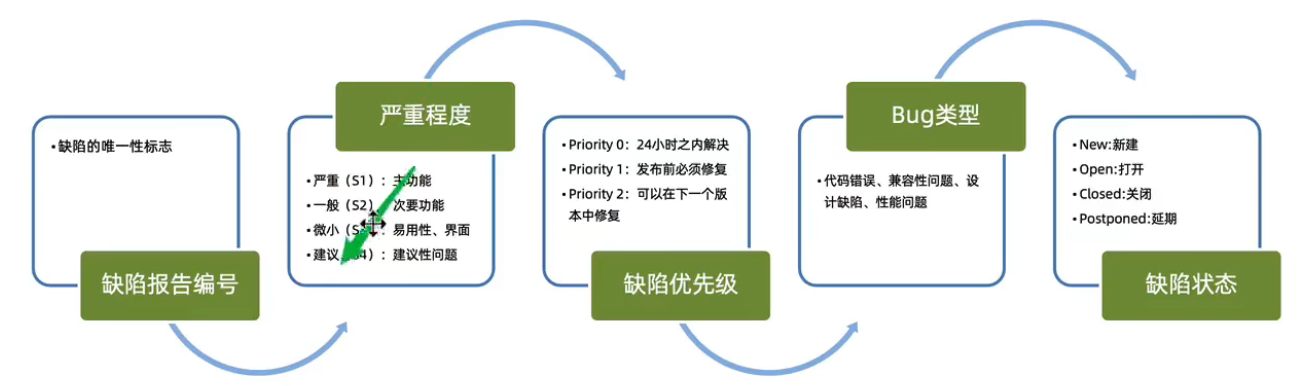 • 缺陷的唯一性标志
缺陷报告编号
严重程度
• 严重（S1）：主功能
• 一般（S2）：次要功能
• 微小（S：易用性、界面
• 建议4）：建议性问题
• Priority 0：24小时之内解决
• Priority 1：发布前必须修复
• Priority 2：可以在下一个版
本中修复
缺陷优先级
Bug类型
• 代码错误、兼容性问题、设
计缺陷、性能问题
• New:新建
• Open:打开
• Closed:关闭
• Postponed:延期
缺陷状态